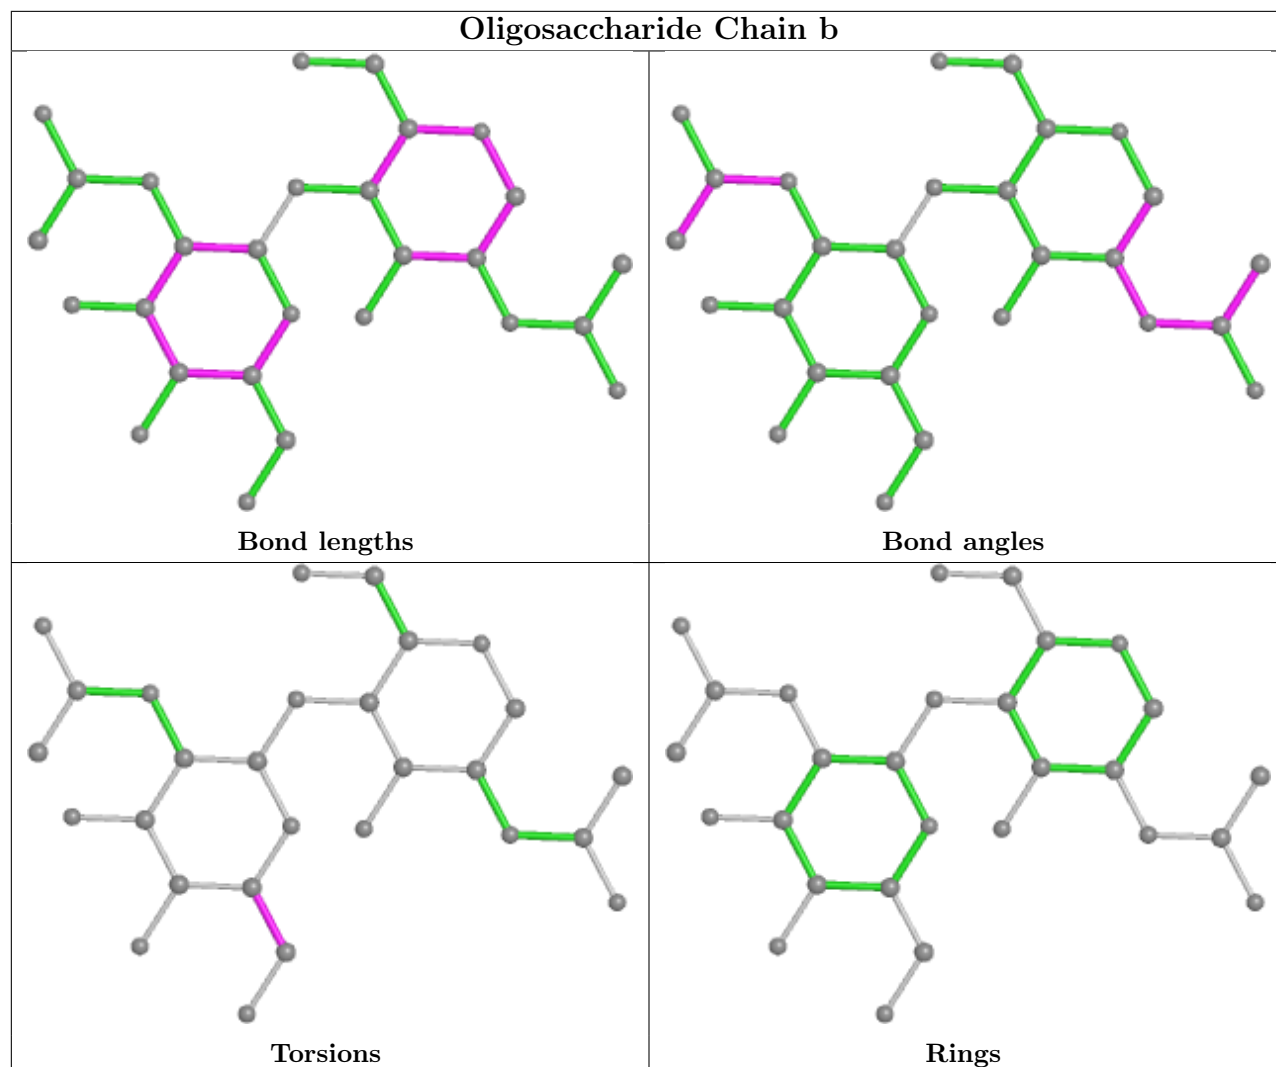 Oligosaccharide Chain b
Bond lengths
Bond angles
Torsions
Rings